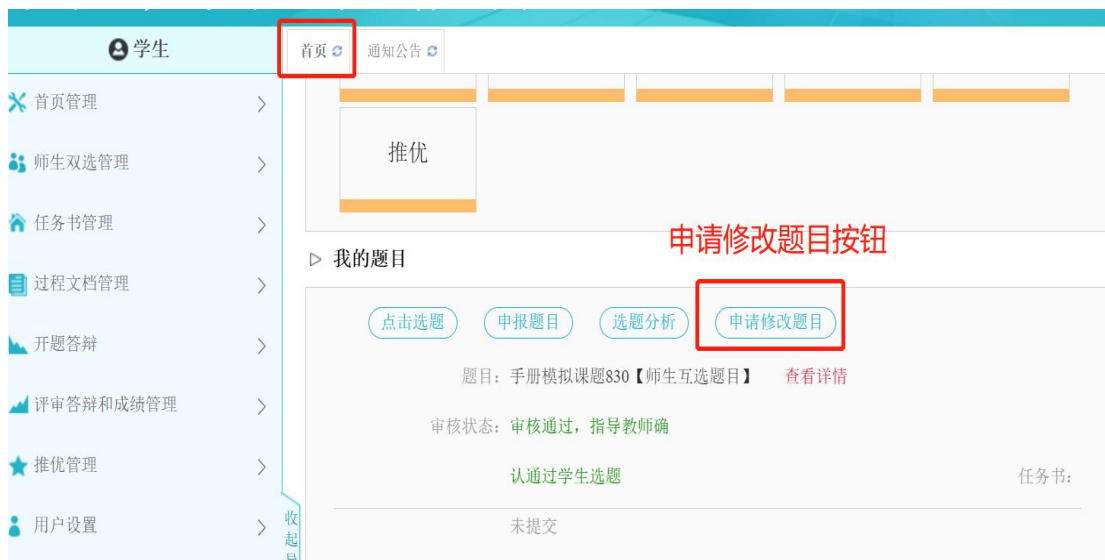 学生
首页 通知公告
首页管理
师生双选管理
任务书管理
过程文档管理
开题答辩
评审答辩和成绩管理
推优管理
用户设置
收
起
推优
申请修改题目按钮
我的题目
点击选题 申报题目 选题分析 申请修改题目
题目：手册模拟课题830【师生互选题目】 查看详情
审核状态：审核通过，指导教师确
认通过学生选题 任务书：
未提交